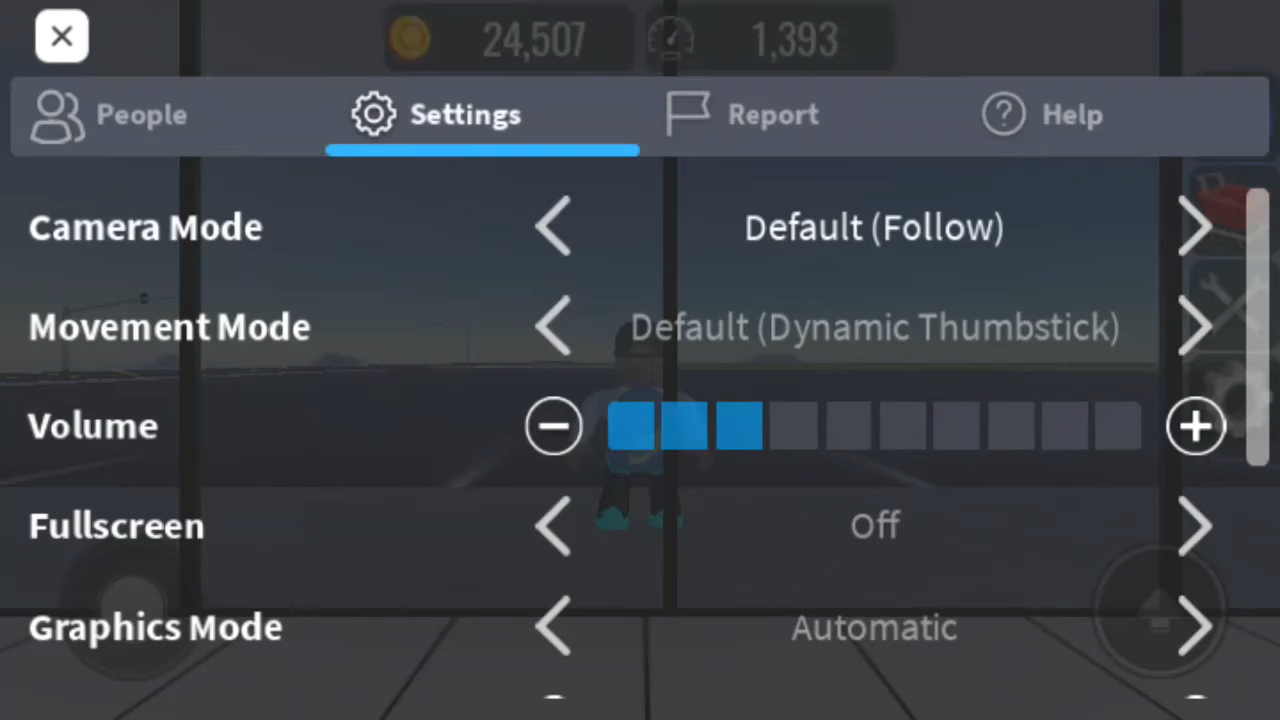 24,507 1,393
People Settings Report Help
Camera Mode Default (Follow)
Movement Mode Default (Dynamic Thumbstick)
Volume
Fullscreen Off
Graphics Mode Automatic